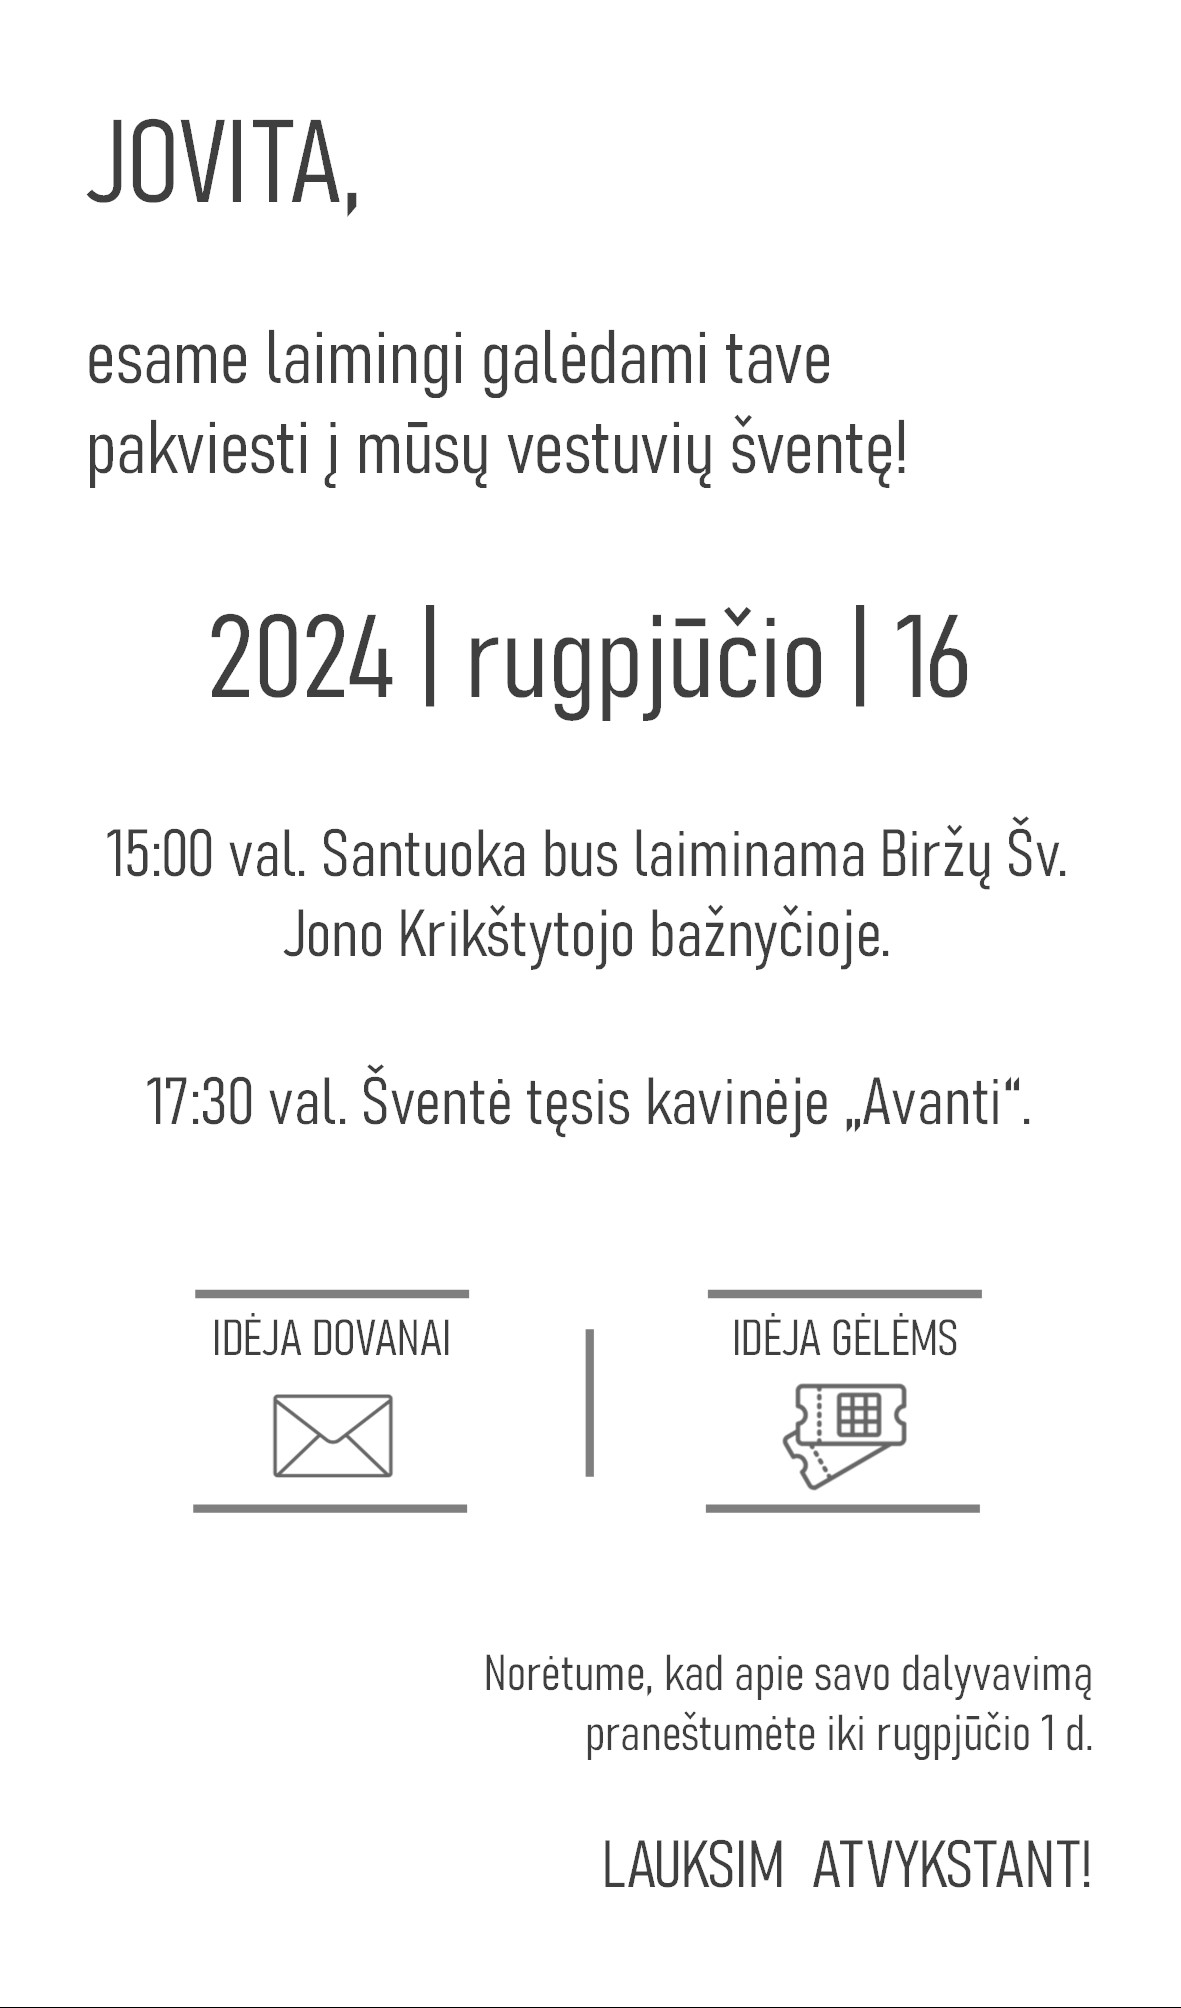 JOVITA,
esame laimingi galėdami tave
pakviesti į mūsų vestuvių šventę!
2024 | rugpjūčio | 16
15:00 val. Santuoka bus laiminama Biržų Šv.
Jono Krikštytojo bažnyčioje.
17:30 val. Šventė tęsis kavinėje „Avanti“.
IDĖJA DOVANAI
IDĖJA GĖLĖMS
Norėtume, kad apie savo dalyvavimą
praneštumėte iki rugpjūčio 1 d.
LAUKSIM ATVYKSTANT!